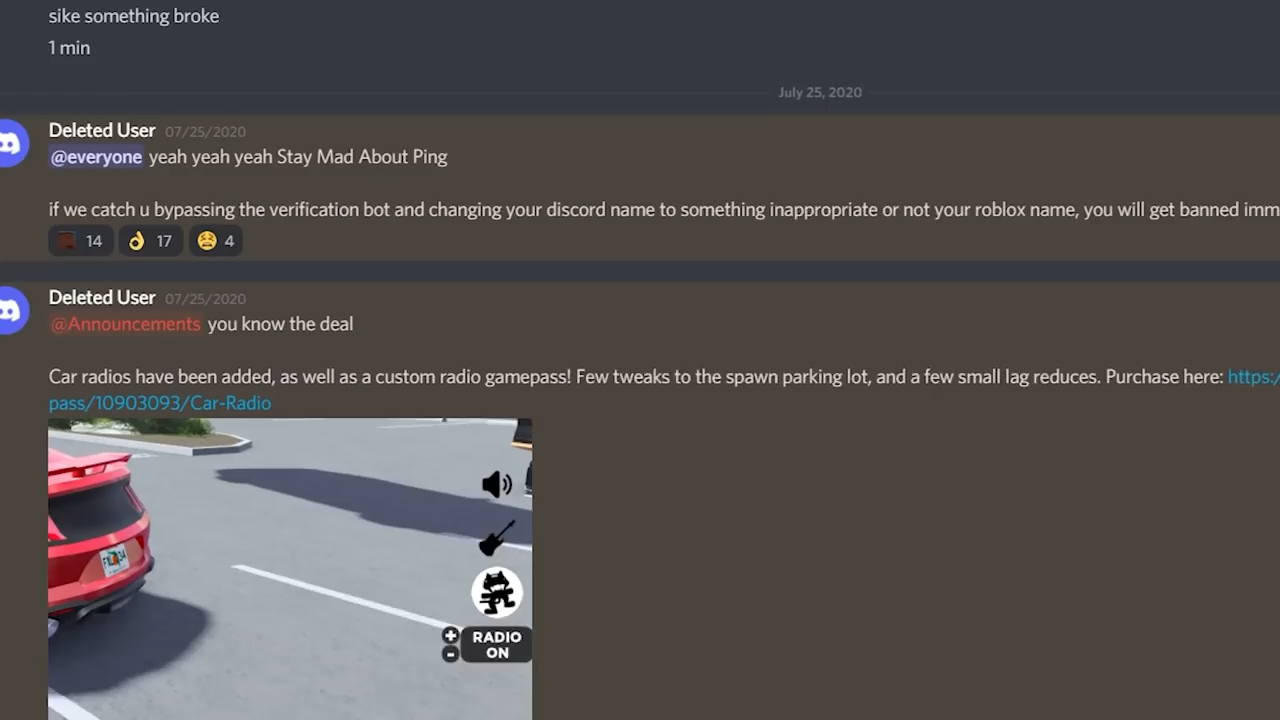 sike something broke
1 min
July 25, 2020
Deleted User 07/25/2020
@everyone yeah yeah yeah Stay Mad About Ping
if we catch u bypassing the verification bot and changing your discord name to something inappropriate or not your roblox name, you will get banned imm
14 17 4
Deleted User 07/25/2020
@Announcements you know the deal
Car radios have been added, as well as a custom radio gamepass! Few tweaks to the spawn parking lot, and a few small lag reduces. Purchase here: https:/
pass/10903093/Car-Radio
+ RADIO
- ON